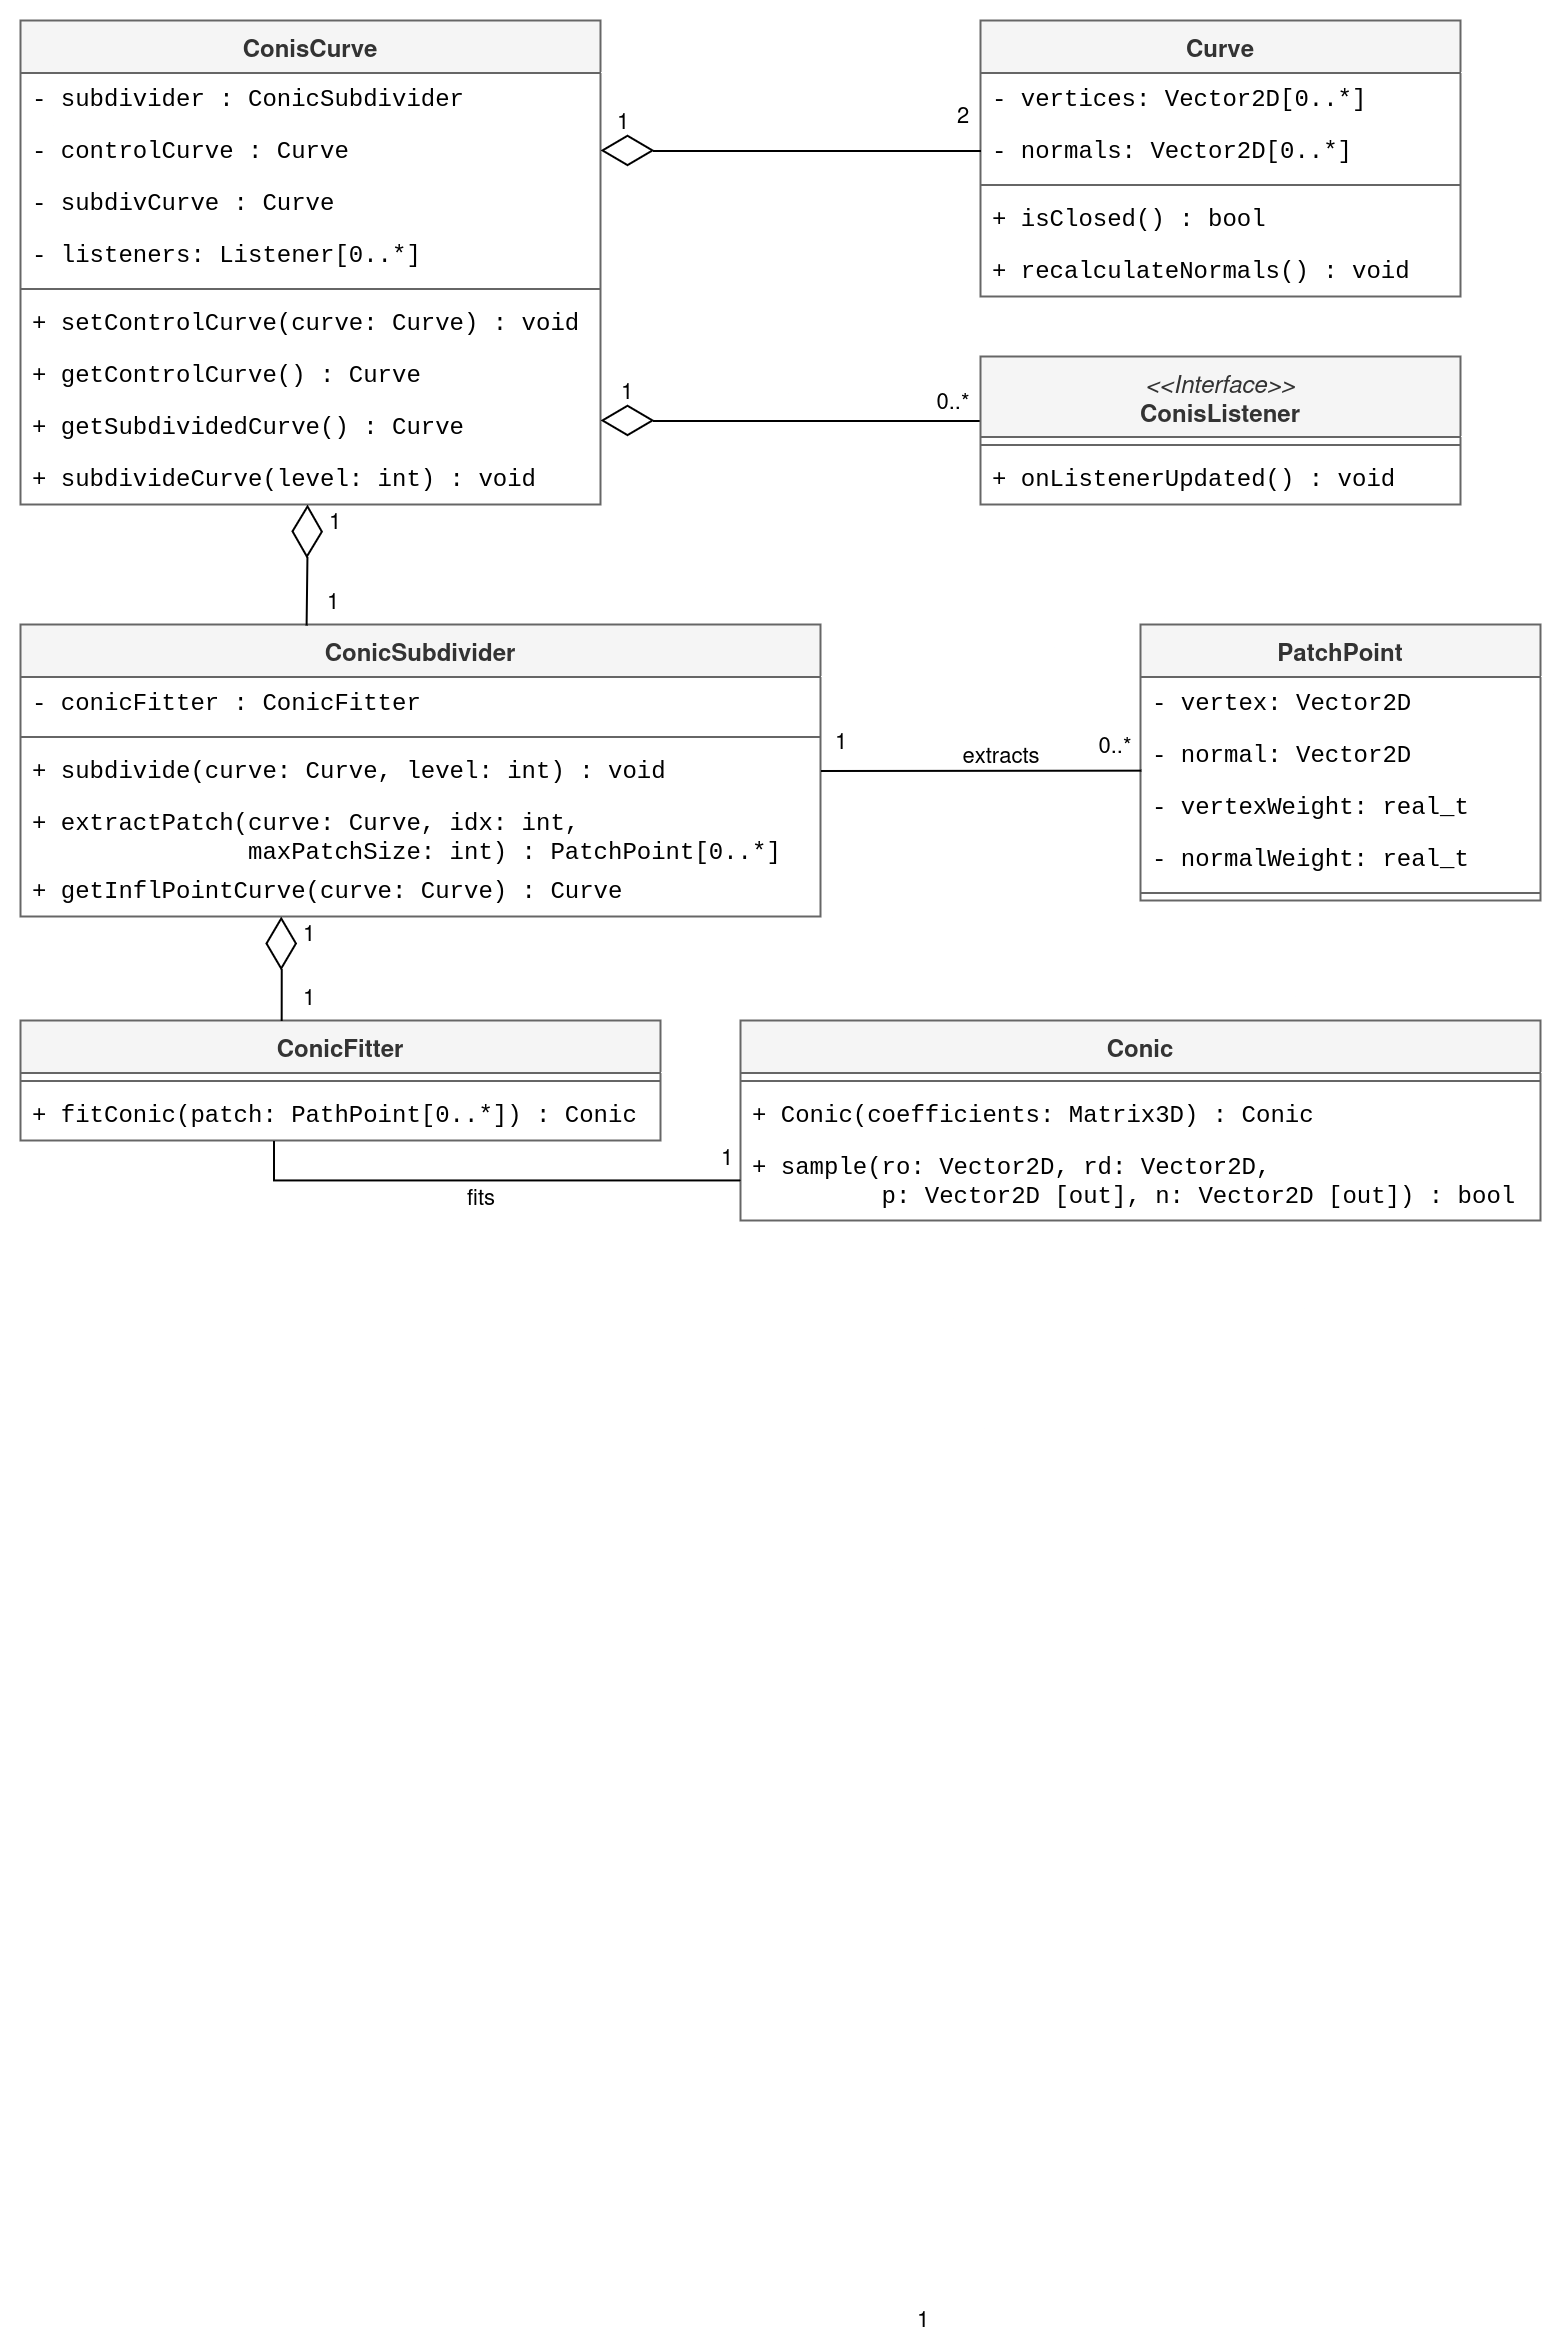 ConisCurve
- subdivider : ConicSubdivider
- controlCurve : Curve
- subdivCurve : Curve
- listeners: Listener[0..*]
+ setControlCurve(curve: Curve) : void
+ getControlCurve() : Curve
+ getSubdividedCurve() : Curve
+ subdivideCurve(level: int) : void
1
2
Curve
- vertices: Vector2D[0..*]
- normals: Vector2D[0..*]
+ isClosed() : bool
+ recalculateNormals() : void
1
0..*
<<Interface>>
ConisListener
+ onListenerUpdated() : void
1
1
ConicSubdivider
- conicFitter : ConicFitter
+ subdivide(curve: Curve, level: int) : void
+ extractPatch(curve: Curve, idx: int,
maxPatchSize: int) : PatchPoint[0..*]
+ getInflPointCurve(curve: Curve) : Curve
1
extracts
0..*
PatchPoint
- vertex: Vector2D
- normal: Vector2D
- vertexWeight: real_t
- normalWeight: real_t
1
1
ConicFitter
+ fitConic(patch: PathPoint[0..*]) : Conic
fits
1
Conic
+ Conic(coefficients: Matrix3D) : Conic
+ sample(ro: Vector2D, rd: Vector2D,
p: Vector2D [out], n: Vector2D [out]) : bool
1